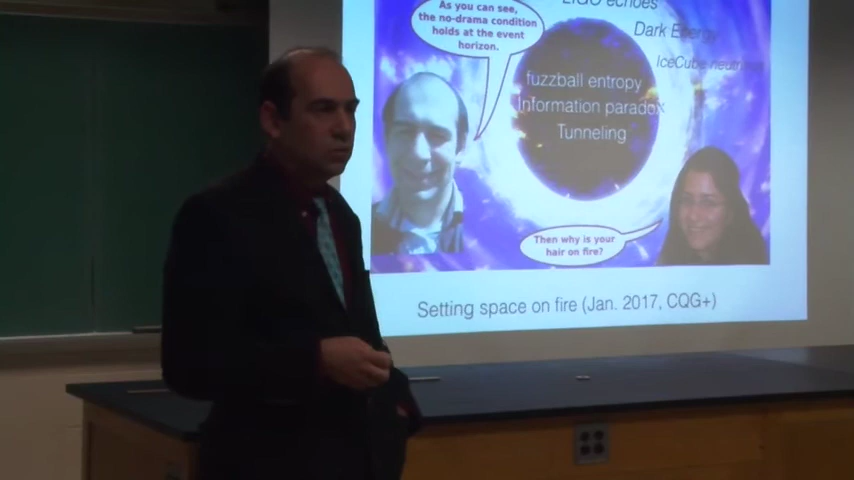 LIGO echoes
As you can see,
the no-drama condition
holds at the event
horizon.
Dark Energy
IceCube
fuzzball entropy
Information paradox
Tunneling
Then why is your
hair on fire?
Setting space on fire (Jan. 2017, CQG+)